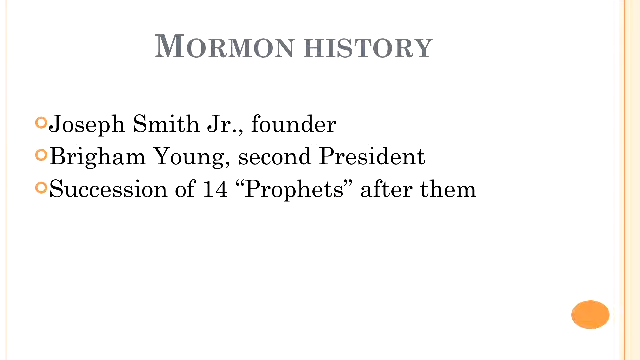 MORMON HISTORY
Joseph Smith Jr., founder
Brigham Young, second President
Succession of 14 “Prophets” after them